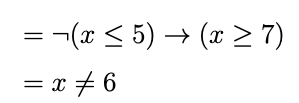 = ¬(x ≤ 5) → (x ≥ 7)
= x ≠ 6